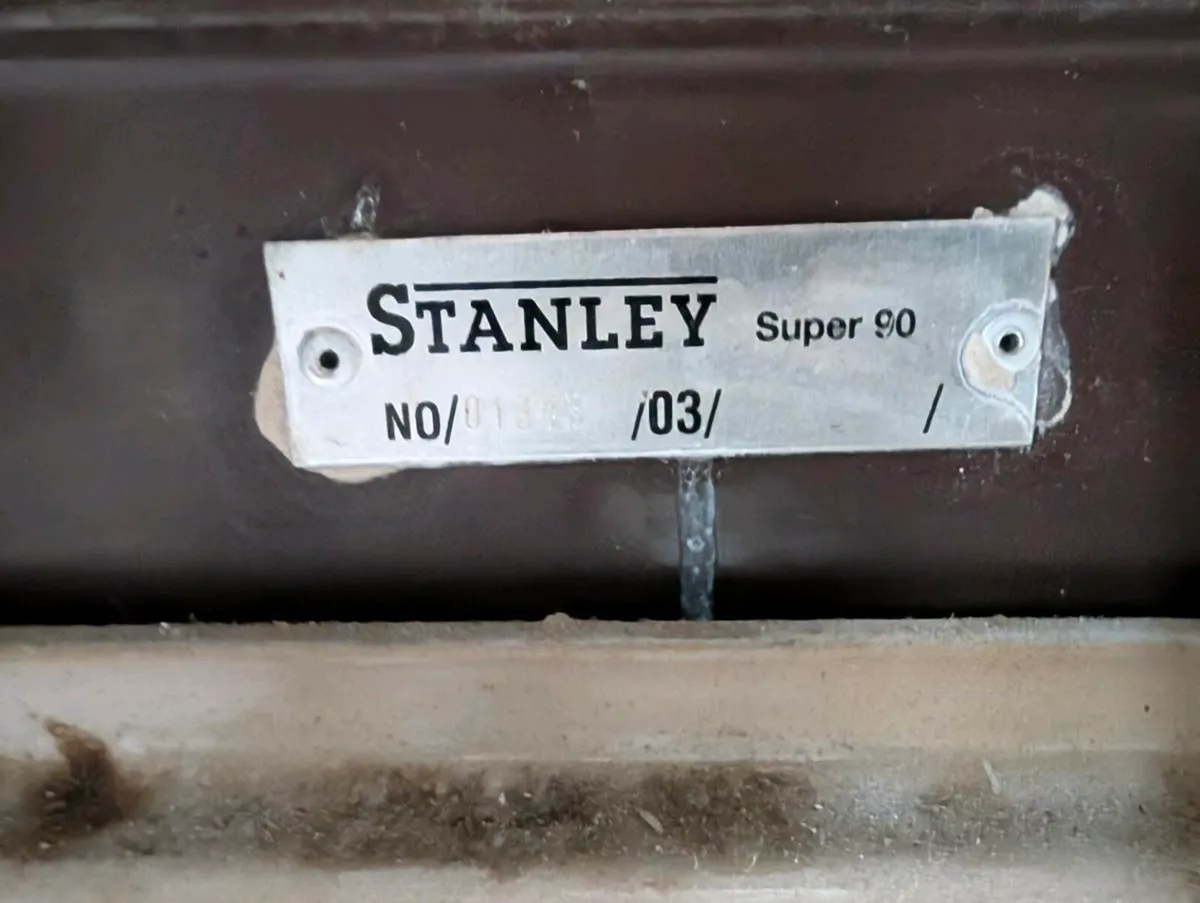 STANLEY Super 90
NO/ /03/ /